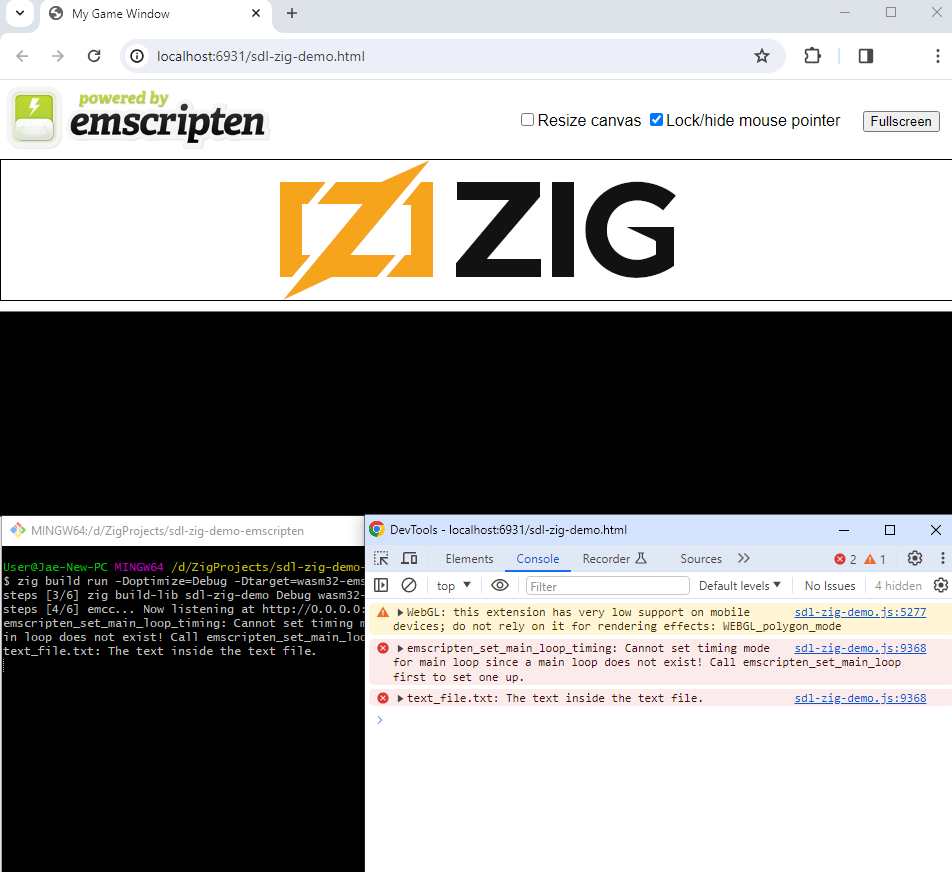 My Game Window
localhost:6931/sdl-zig-demo.html
powered by
emscripten
Resize canvas
Lock/hide mouse pointer
Fullscreen
ZIG
MINGW64:/d/ZigProjects/sdl-zig-demo-emscripten
User@Jae-New-PC MINGW64 /d/ZigProjects/sdl-zig-demo-
$ zig build run -Doptimize=Debug -Dtarget=wasm32-ems
steps [3/6] zig build-lib sdl-zig-demo Debug wasm32-
steps [4/6] emcc... Now listening at http://0.0.0.0:
emscripten_set_main_loop_timing: Cannot set timing m
in loop does not exist! Call emscripten_set_main_loo
text_file.txt: The text inside the text file.
DevTools - localhost:6931/sdl-zig-demo.html
Elements Console Recorder Sources 2 1
top Filter Default levels No Issues 4 hidden
WebGL: this extension has very low support on mobile sdl-zig-demo.js:5277
devices; do not rely on it for rendering effects: WEBGL_polygon_mode
emscripten_set_main_loop_timing: Cannot set timing mode sdl-zig-demo.js:9368
for main loop since a main loop does not exist! Call emscripten_set_main_loop
first to set one up.
text_file.txt: The text inside the text file. sdl-zig-demo.js:9368